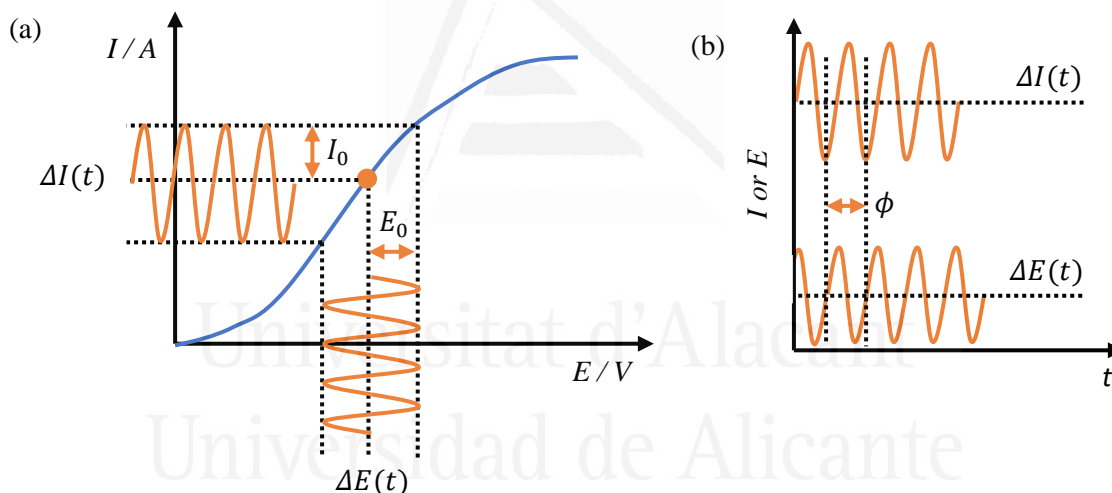 (a)
I / A
I₀
ΔI(t)
E₀
E / V
ΔE(t)
(b)
I or E
ΔI(t)
ϕ
ΔE(t)
t
Universitat d'Alacant
Universidad de Alicante